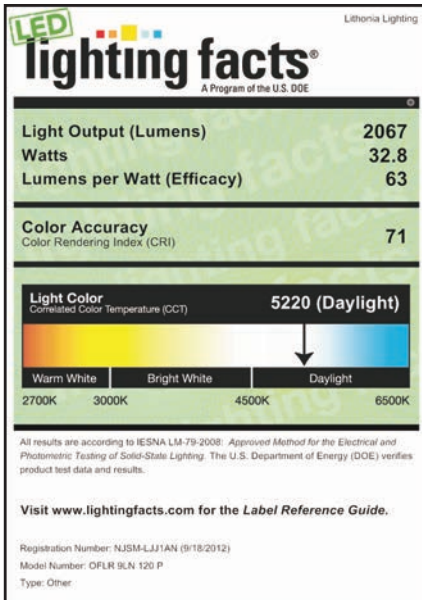 Lithonia Lighting
LED
lighting facts®
A Program of the U.S. DOE
Light Output (Lumens) 2067
Watts 32.8
Lumens per Watt (Efficacy) 63
Color Accuracy 71
Color Rendering Index (CRI)
Light Color 5220 (Daylight)
Correlated Color Temperature (CCT)
Warm White Bright White Daylight
2700K 3000K 4500K 6500K
All results are according to IESNA LM-79-2008: Approved Method for the Electrical and
Photometric Testing of Solid-State Lighting. The U.S. Department of Energy (DOE) verifies
product test data and results.
Visit www.lightingfacts.com for the Label Reference Guide.
Registration Number: NJSM-LJJ1AN (9/18/2012)
Model Number: OFLR 9LN 120 P
Type: Other